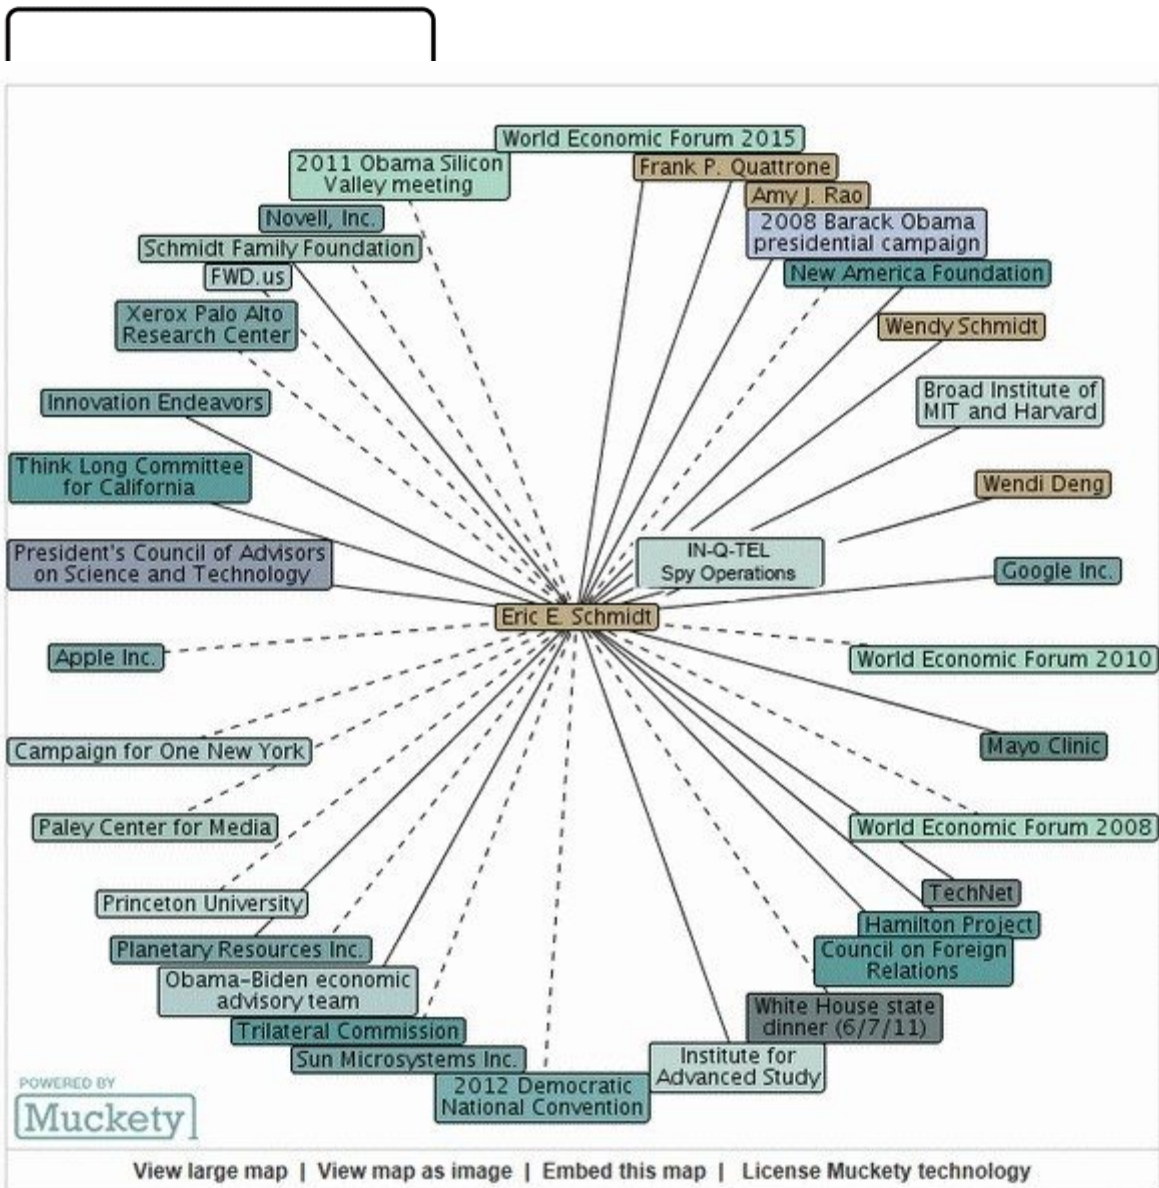 World Economic Forum 2015
2011 Obama Silicon
Valley meeting
Frank P. Quattrone
Amy J. Rao
Novell, Inc.
2008 Barack Obama
presidential campaign
Schmidt Family Foundation
FWD.us
New America Foundation
Xerox Palo Alto
Research Center
Wendy Schmidt
Innovation Endeavors
Broad Institute of
MIT and Harvard
Think Long Committee
for California
Wendi Deng
President's Council of Advisors
on Science and Technology
IN-Q-TEL
Spy Operations
Google Inc.
Eric E. Schmidt
Apple Inc.
World Economic Forum 2010
Campaign for One New York
Mayo Clinic
Paley Center for Media
World Economic Forum 2008
Princeton University
TechNet
Planetary Resources Inc.
Hamilton Project
Obama-Biden economic
advisory team
Council on Foreign
Relations
Trilateral Commission
White House state
dinner (6/7/11)
Sun Microsystems Inc.
Institute for
Advanced Study
2012 Democratic
National Convention
POWERED BY
Muckety
View large map | View map as image | Embed this map | License Muckety technology